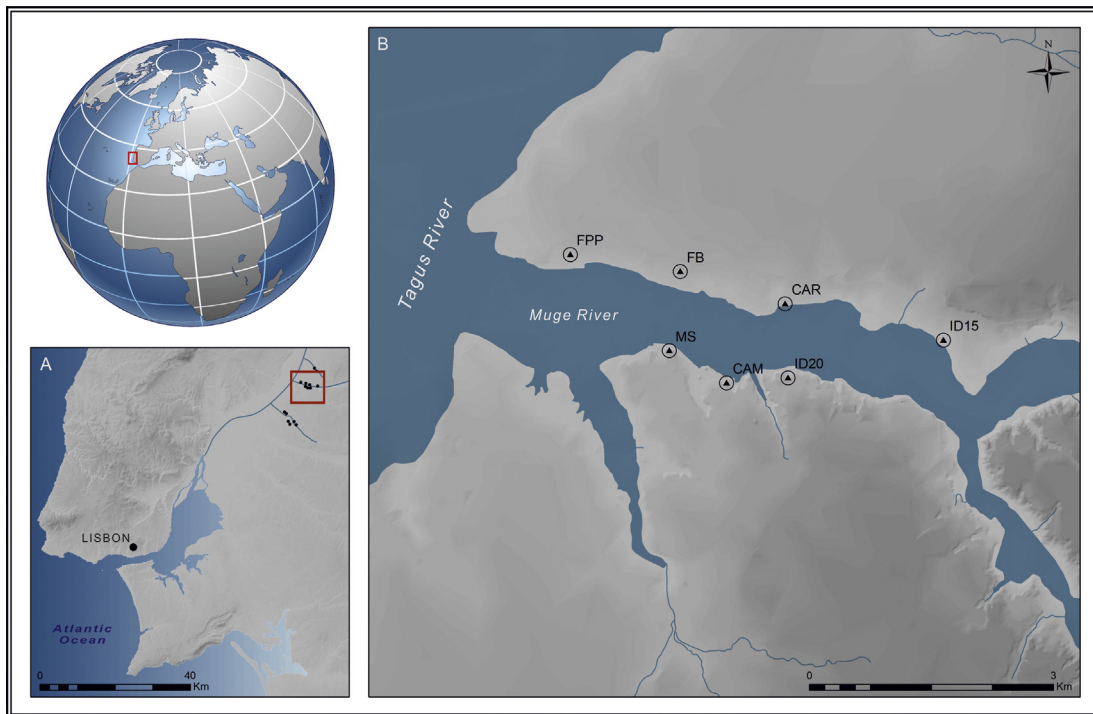 A
LISBON
Atlantic
Ocean
0
40
Km
B
N
Tagus River
FPP
FB
CAR
Muge River
ID15
MS
CAM
ID20
0
3
Km